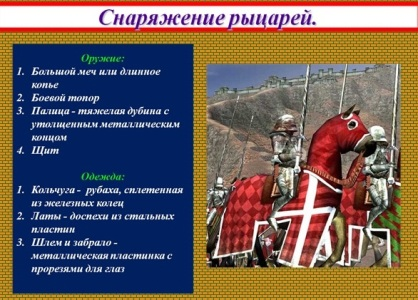 Снаряжение рыцарей.
Оружие:
1. Большой меч или длинное
копье
2. Боевой топор
3. Палица - тяжелая дубина с
утолщенным металлическим
концом
4. Щит
Одежда:
1. Кольчуга - рубаха, сплетенная
из железных колец
2. Латы - доспехи из стальных
пластин
3. Шлем и забрало -
металлическая пластинка с
прорезями для глаз